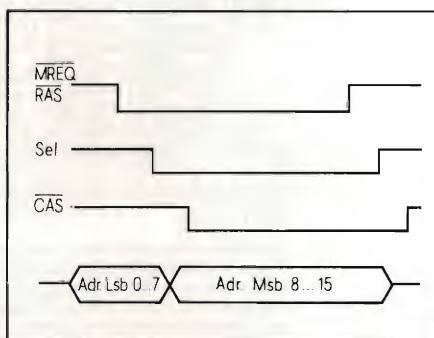 MREQ
RAS
Sel
CAS
Adr. Lsb 0...7 Adr. Msb 8...15